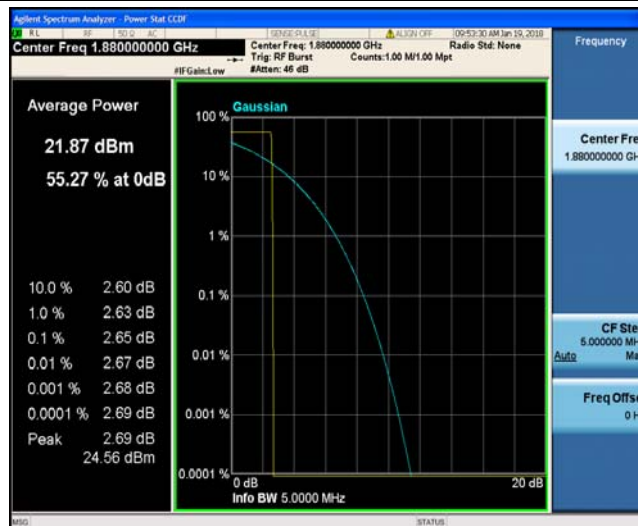 Agilent Spectrum Analyzer - Power Stat CCDF
RL RF 50 Ω AC SENSE:PULSE ALIGN OFF 09:53:30 AM Jan 19, 2018
Center Freq 1.880000000 GHz
Center Freq: 1.880000000 GHz Radio Std: None
Trig: RF Burst Counts:1.00 M/1.00 Mpt
#IFGain:Low #Atten: 46 dB
Frequency
Average Power
21.87 dBm
55.27 % at 0dB
10.0 % 2.60 dB
1.0 % 2.63 dB
0.1 % 2.65 dB
0.01 % 2.67 dB
0.001 % 2.68 dB
0.0001 % 2.69 dB
Peak 2.69 dB
24.56 dBm
Gaussian
100 %
10 %
1 %
0.1 %
0.01 %
0.001 %
0.0001 %
0 dB 20 dB
Info BW 5.0000 MHz
Center Fre
1.880000000 GH
CF Ste
5.000000 MH
Auto Ma
Freq Offs
0 H
MSG STATUS